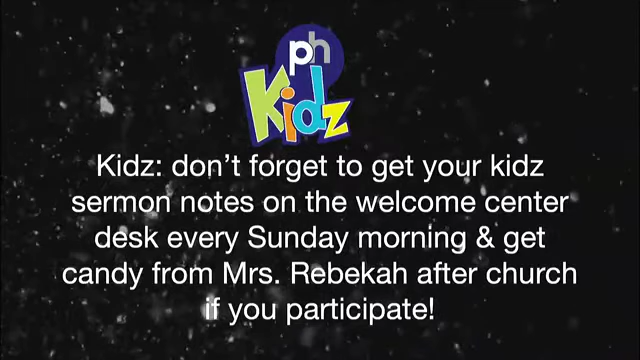 ph
Kidz
Kidz: don't forget to get your kidz
sermon notes on the welcome center
desk every Sunday morning & get
candy from Mrs. Rebekah after church
if you participate!